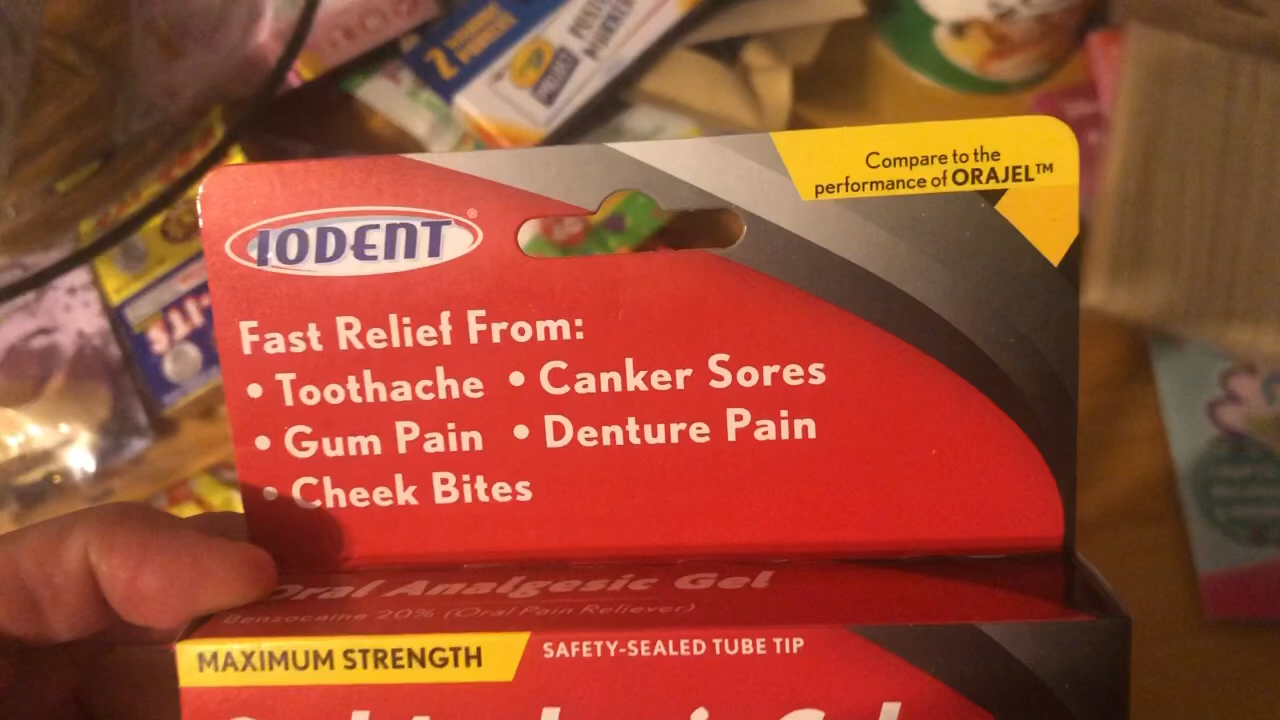 Compare to the
performance of ORAJEL™
IODENT®
Fast Relief From:
• Toothache • Canker Sores
• Gum Pain • Denture Pain
• Cheek Bites
Oral Analgesic Gel
Benzocaine 20% (Oral Pain Reliever)
MAXIMUM STRENGTH
SAFETY-SEALED TUBE TIP